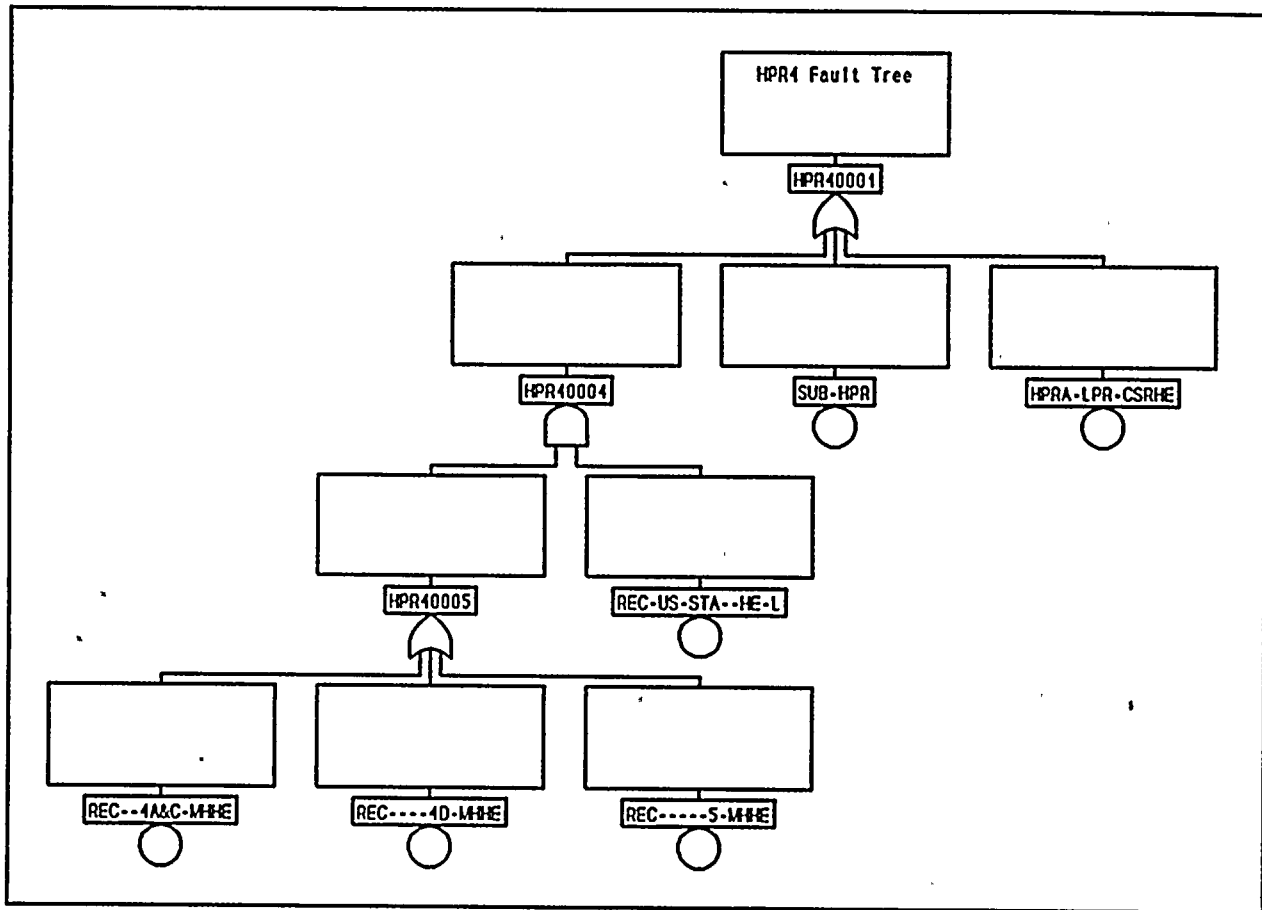 HPR4 Fault Tree
HPR40001
HPR40004
SUB-HPR
HPRA-LPR-CSRHE
HPR40005
REC-US-STA--HE-L
REC--4A&C-MHHE
REC----4D-MHHE
REC-----5-MHHE